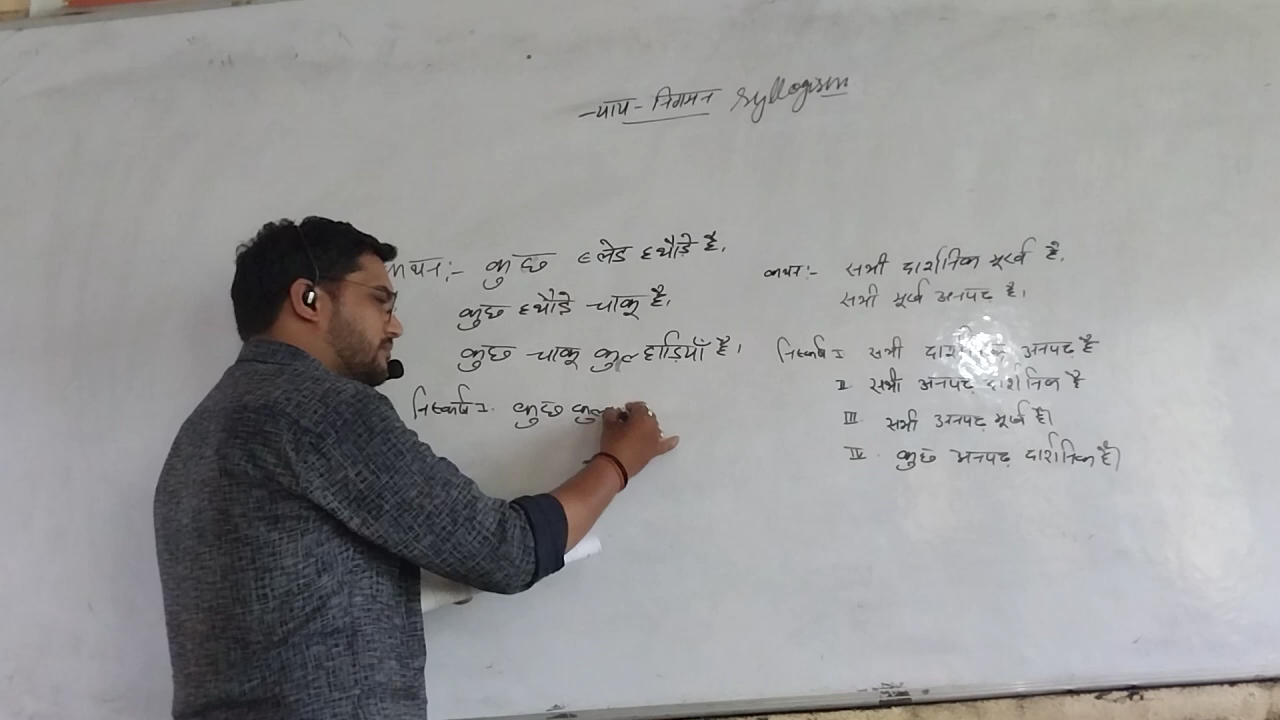 न्याय - निगमन Syllogism
कथन:- कुछ ब्लेड हथौड़े है.
कुछ हथौड़े चाकू है.
कुछ चाकू कुल्हाड़ियाँ है।
निष्कर्ष I. कुछ
कथन:- सभी दार्शनिक मूर्ख है.
सभी मूर्ख अनपढ़ है।
निष्कर्ष I सभी दार्शनिक अनपढ़ है
II सभी अनपढ़ दार्शनिक है
III सभी अनपढ़ मूर्ख है।
IV. कुछ अनपढ़ दार्शनिक है।